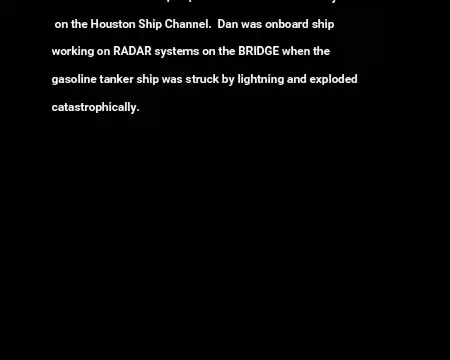 on the Houston Ship Channel.  Dan was onboard ship
working on RADAR systems on the BRIDGE when the
gasoline tanker ship was struck by lightning and exploded
catastrophically.